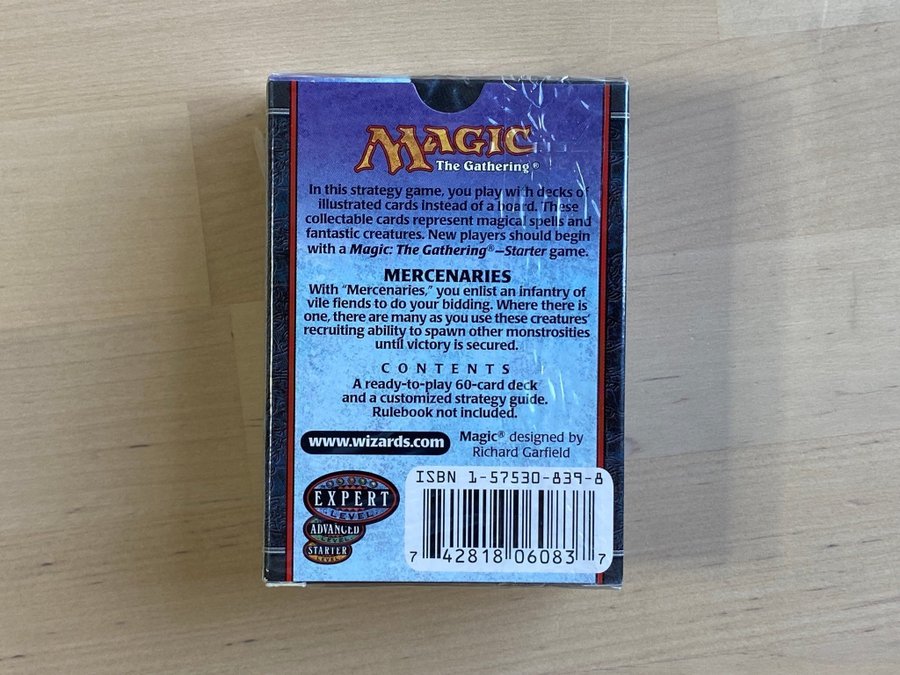 MAGIC
The Gathering®
In this strategy game, you play with decks of
illustrated cards instead of a board. These
collectable cards represent magical spells and
fantastic creatures. New players should begin
with a Magic: The Gathering®—Starter game.
MERCENARIES
With “Mercenaries,” you enlist an infantry of
vile fiends to do your bidding. Where there is
one, there are many as you use these creatures’
recruiting ability to spawn other monstrosities
until victory is secured.
CONTENTS
A ready-to-play 60-card deck
and a customized strategy guide.
Rulebook not included.
www.wizards.com
Magic® designed by
Richard Garfield
EXPERT
LEVEL
ADVANCED
LEVEL
STARTER
LEVEL
ISBN 1-57530-839-8
7 42818 06083 7